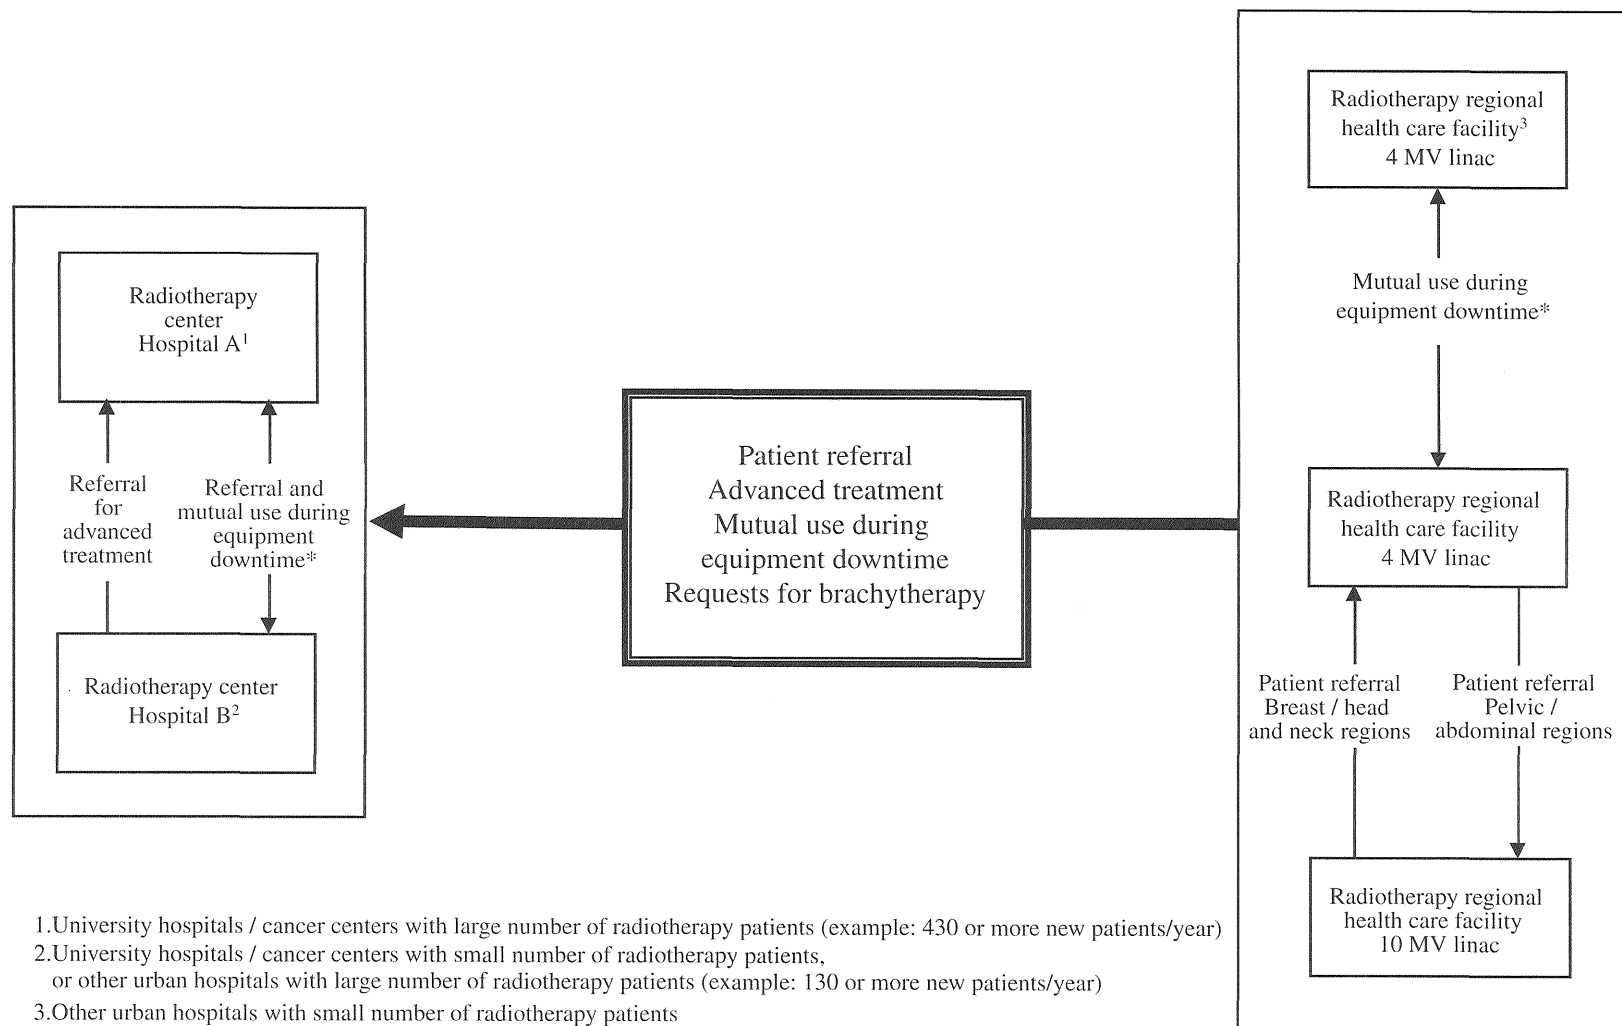 Radiotherapy
center
Hospital A¹
Referral
for
advanced
treatment
Referral and
mutual use during
equipment
downtime*
Radiotherapy center
Hospital B²
Patient referral
Advanced treatment
Mutual use during
equipment downtime
Requests for brachytherapy
Radiotherapy regional
health care facility³
4 MV linac
Mutual use during
equipment downtime*
Radiotherapy regional
health care facility
4 MV linac
Patient referral
Breast / head
and neck regions
Patient referral
Pelvic /
abdominal regions
Radiotherapy regional
health care facility
10 MV linac
1.University hospitals / cancer centers with large number of radiotherapy patients (example: 430 or more new patients/year)
2.University hospitals / cancer centers with small number of radiotherapy patients,
or other urban hospitals with large number of radiotherapy patients (example: 130 or more new patients/year)
3.Other urban hospitals with small number of radiotherapy patients